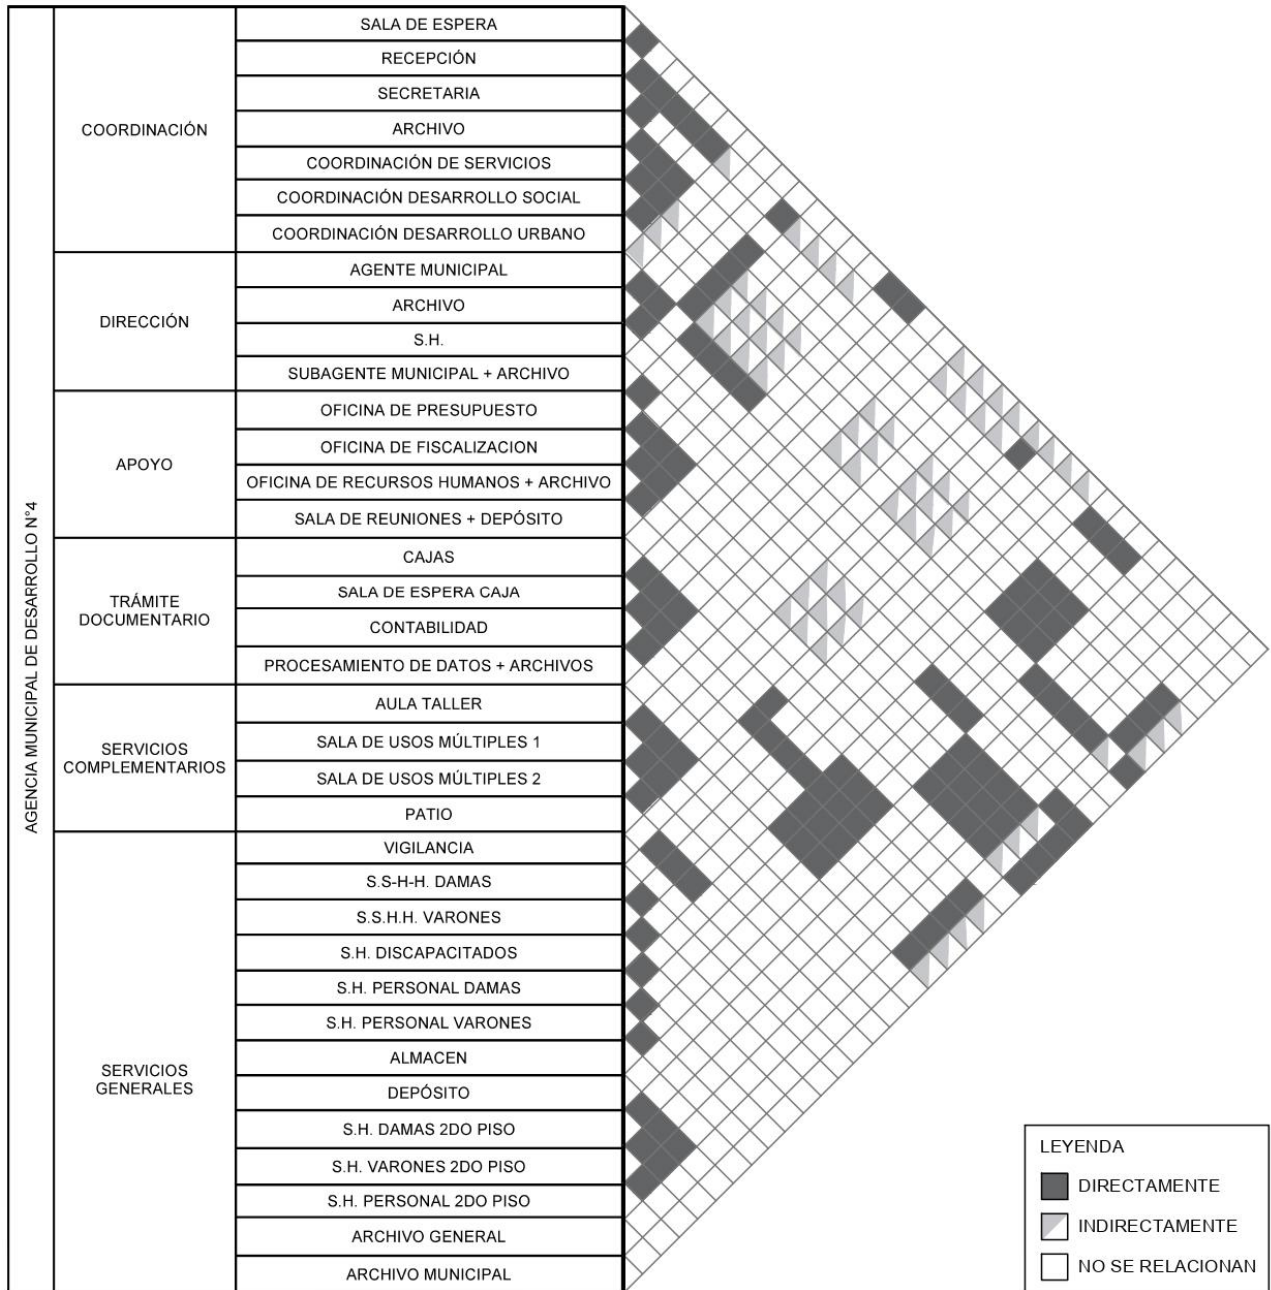 AGENCIA MUNICIPAL DE DESARROLLO N°4
COORDINACIÓN
SALA DE ESPERA
RECEPCIÓN
SECRETARIA
ARCHIVO
COORDINACIÓN DE SERVICIOS
COORDINACIÓN DESARROLLO SOCIAL
COORDINACIÓN DESARROLLO URBANO
DIRECCIÓN
AGENTE MUNICIPAL
ARCHIVO
S.H.
SUBAGENTE MUNICIPAL + ARCHIVO
APOYO
OFICINA DE PRESUPUESTO
OFICINA DE FISCALIZACION
OFICINA DE RECURSOS HUMANOS + ARCHIVO
SALA DE REUNIONES + DEPÓSITO
TRÁMITE
DOCUMENTARIO
CAJAS
SALA DE ESPERA CAJA
CONTABILIDAD
PROCESAMIENTO DE DATOS + ARCHIVOS
SERVICIOS
COMPLEMENTARIOS
AULA TALLER
SALA DE USOS MÚLTIPLES 1
SALA DE USOS MÚLTIPLES 2
PATIO
SERVICIOS
GENERALES
VIGILANCIA
S.S-H-H. DAMAS
S.S.H.H. VARONES
S.H. DISCAPACITADOS
S.H. PERSONAL DAMAS
S.H. PERSONAL VARONES
ALMACEN
DEPÓSITO
S.H. DAMAS 2DO PISO
S.H. VARONES 2DO PISO
S.H. PERSONAL 2DO PISO
ARCHIVO GENERAL
ARCHIVO MUNICIPAL
LEYENDA
DIRECTAMENTE
INDIRECTAMENTE
NO SE RELACIONAN